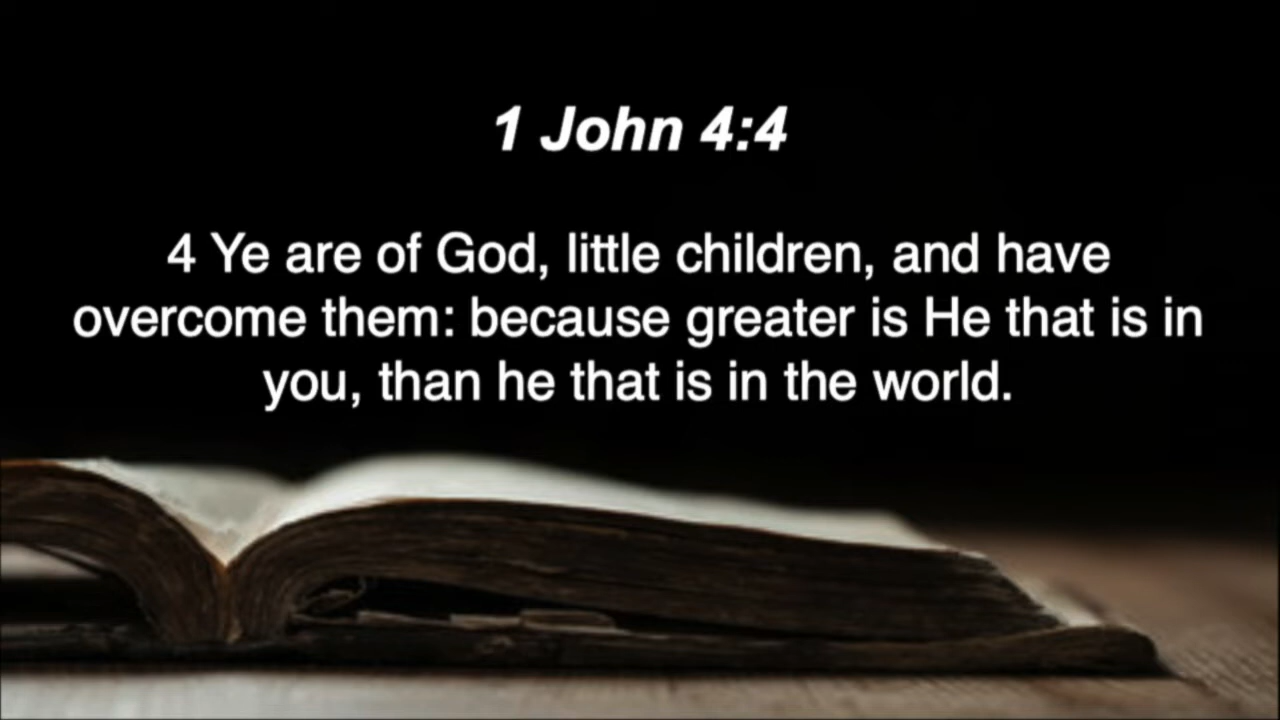 1 John 4:4
4 Ye are of God, little children, and have
overcome them: because greater is He that is in
you, than he that is in the world.